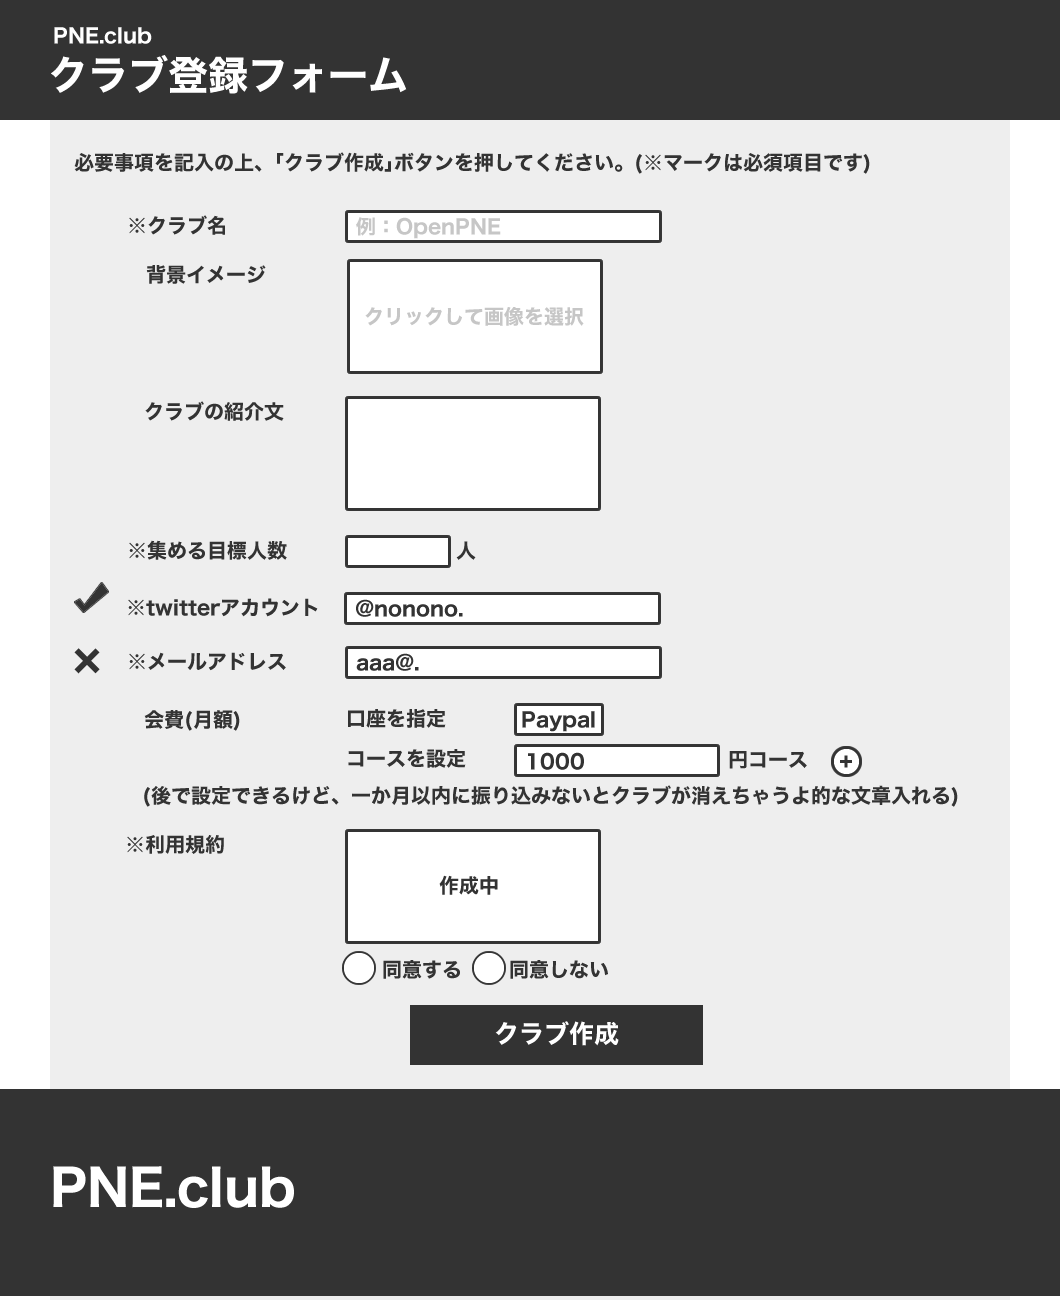 PNE.club
クラブ登録フォーム
必要事項を記入の上、「クラブ作成」ボタンを押してください。(※マークは必須項目です)
※クラブ名 例：OpenPNE
背景イメージ
クリックして画像を選択
クラブの紹介文
※集める目標人数 人
※twitterアカウント @nonono.
※メールアドレス aaa@.
会費(月額) 口座を指定 Paypal
コースを設定 1000 円コース +
(後で設定できるけど、一か月以内に振り込みないとクラブが消えちゃうよ的な文章入れる)
※利用規約
作成中
同意する 同意しない
クラブ作成
PNE.club